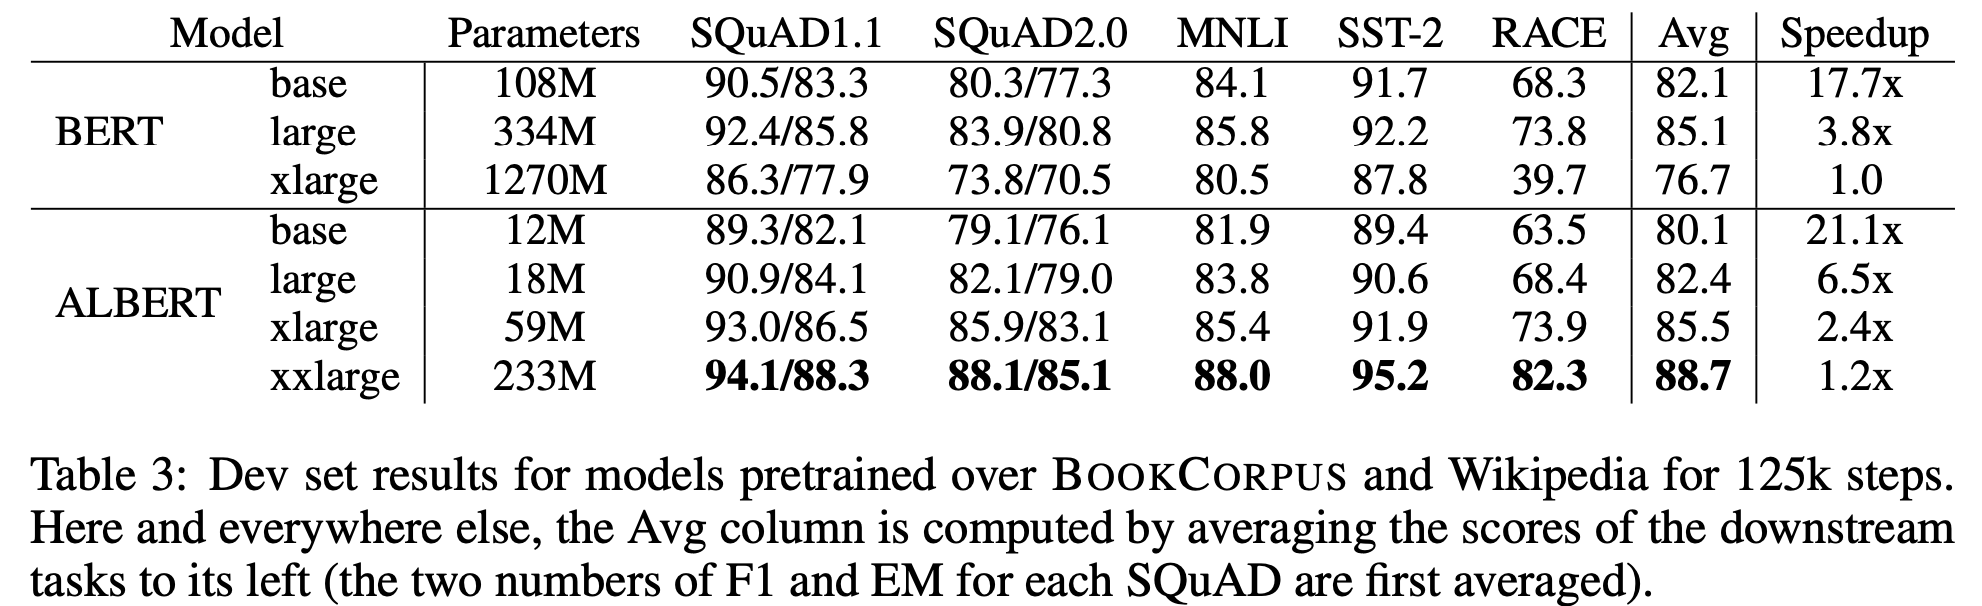 Model Parameters SQuAD1.1 SQuAD2.0 MNLI SST-2 RACE Avg Speedup
base 108M 90.5/83.3 80.3/77.3 84.1 91.7 68.3 82.1 17.7x
BERT large 334M 92.4/85.8 83.9/80.8 85.8 92.2 73.8 85.1 3.8x
xlarge 1270M 86.3/77.9 73.8/70.5 80.5 87.8 39.7 76.7 1.0
base 12M 89.3/82.1 79.1/76.1 81.9 89.4 63.5 80.1 21.1x
large 18M 90.9/84.1 82.1/79.0 83.8 90.6 68.4 82.4 6.5x
ALBERT
xlarge 59M 93.0/86.5 85.9/83.1 85.4 91.9 73.9 85.5 2.4x
xxlarge 233M 94.1/88.3 88.1/85.1 88.0 95.2 82.3 88.7 1.2x
Table 3: Dev set results for models pretrained over BOOKCORPUS and Wikipedia for 125k steps.
Here and everywhere else, the Avg column is computed by averaging the scores of the downstream
tasks to its left (the two numbers of F1 and EM for each SQuAD are first averaged).